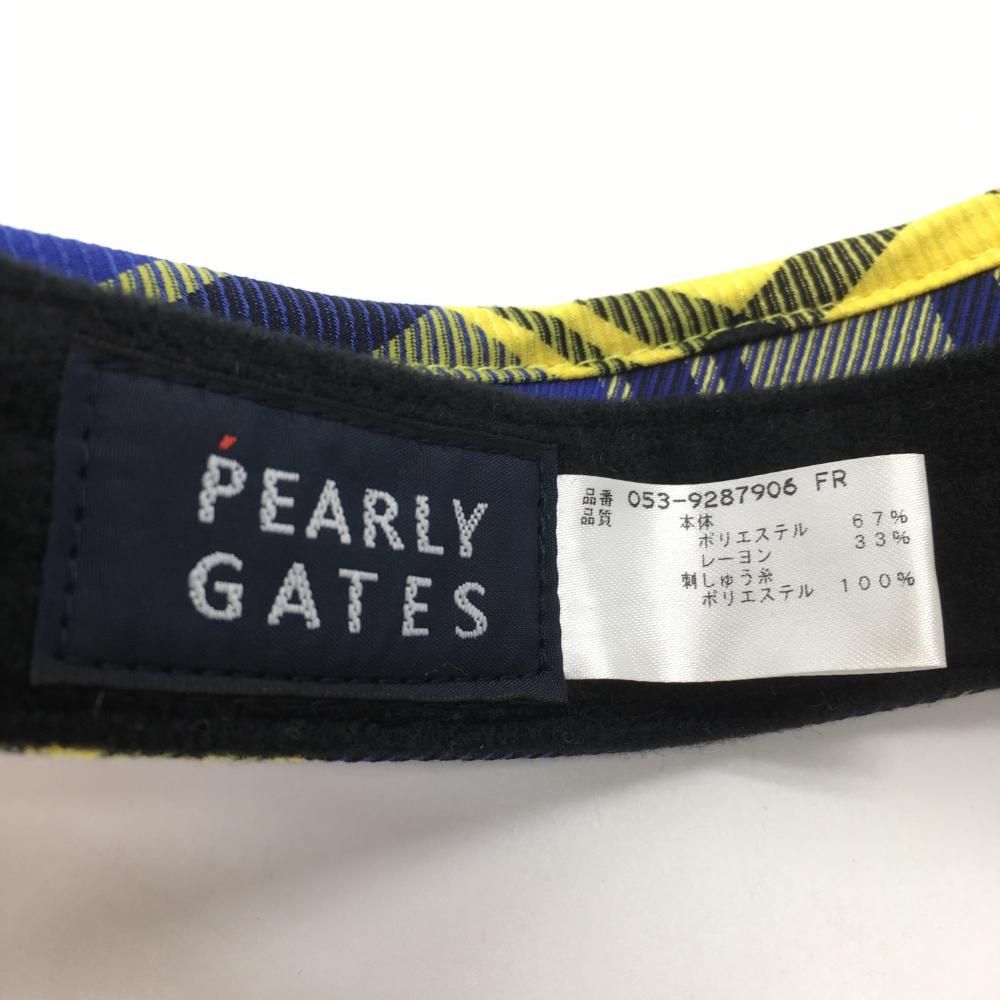 PEARLY
GATES
品番 053-9287906 FR
品質 本体
ポリエステル 67%
レーヨン 33%
刺しゅう糸
ポリエステル 100%